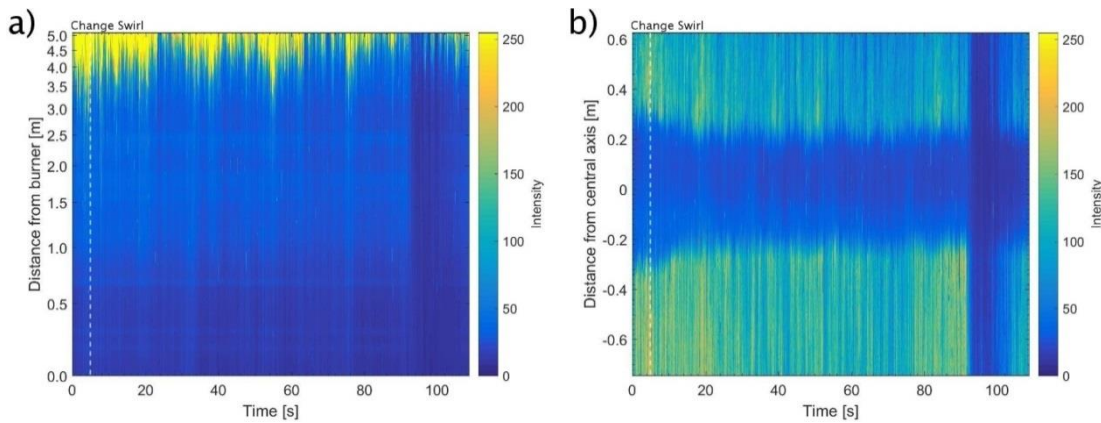 a)
Change Swirl
5.0
4.5
4.0
3.5
3.0
2.5
2.0
1.5
1.0
0.5
0.0
Distance from burner [m]
0 20 40 60 80 100
Time [s]
250
200
150
100
50
0
Intensity
b)
Change Swirl
0.6
0.4
0.2
0
-0.2
-0.4
-0.6
Distance from central axis [m]
0 20 40 60 80 100
Time [s]
250
200
150
100
50
0
Intensity